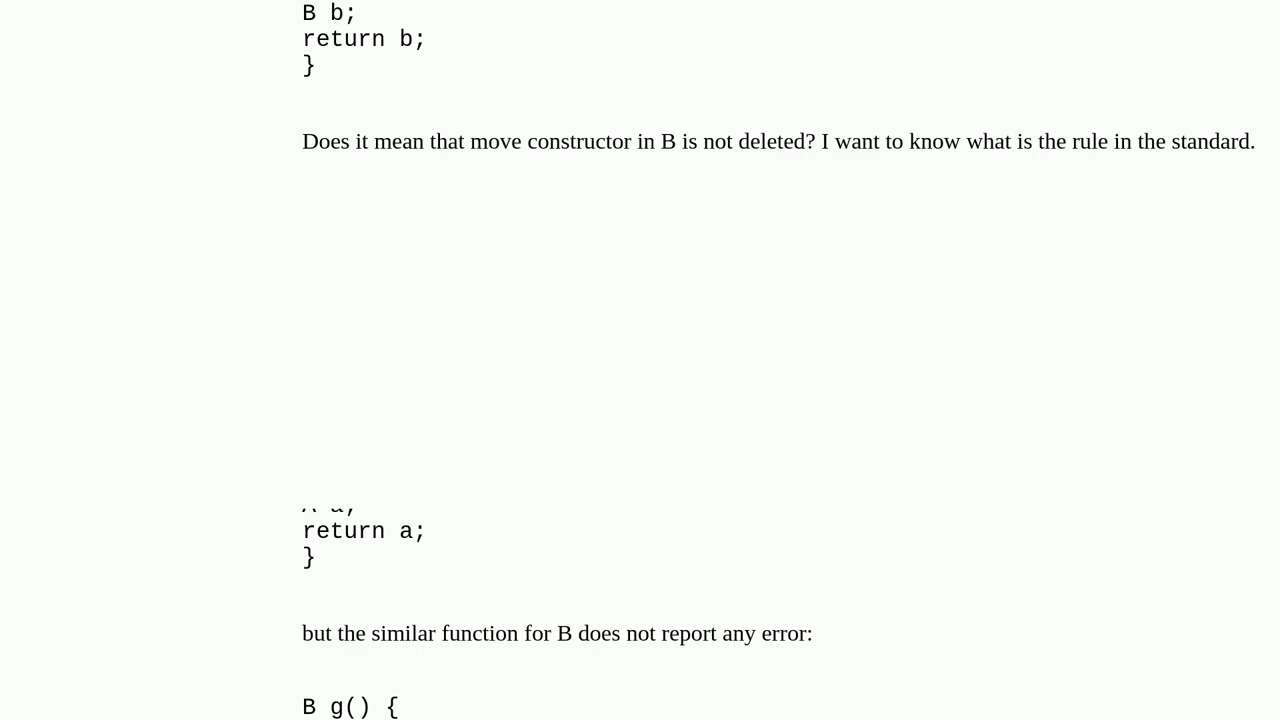 B b;
return b;
}
Does it mean that move constructor in B is not deleted? I want to know what is the rule in the standard.
return a;
}
but the similar function for B does not report any error:
B g() {